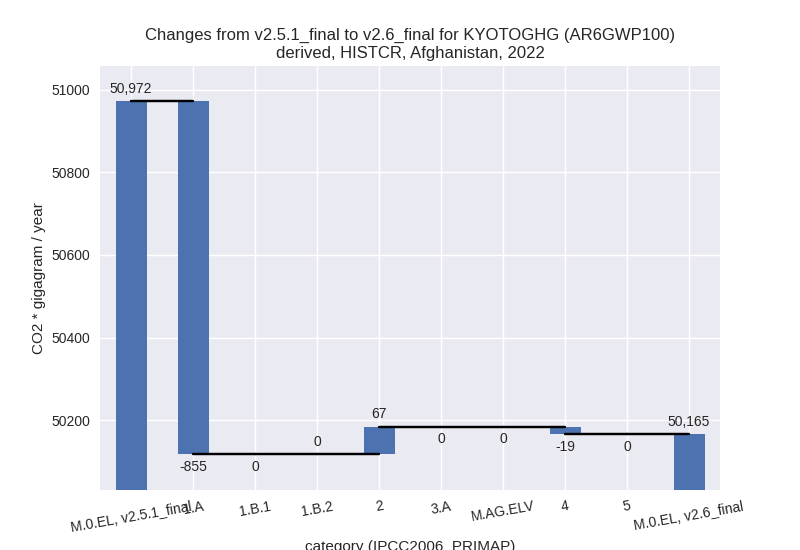 Changes from v2.5.1_final to v2.6_final for KYOTOGHG (AR6GWP100)
derived, HISTCR, Afghanistan, 2022
CO2 * gigagram / year
51000
50800
50600
50400
50200
50,972
-855
0
0
67
0
0
-19
0
50,165
M.0.EL, v2.5.1_final
1.A
1.B.1
1.B.2
2
3.A
M.AG.ELV
4
5
M.0.EL, v2.6_final
category (IPCC2006_PRIMAP)